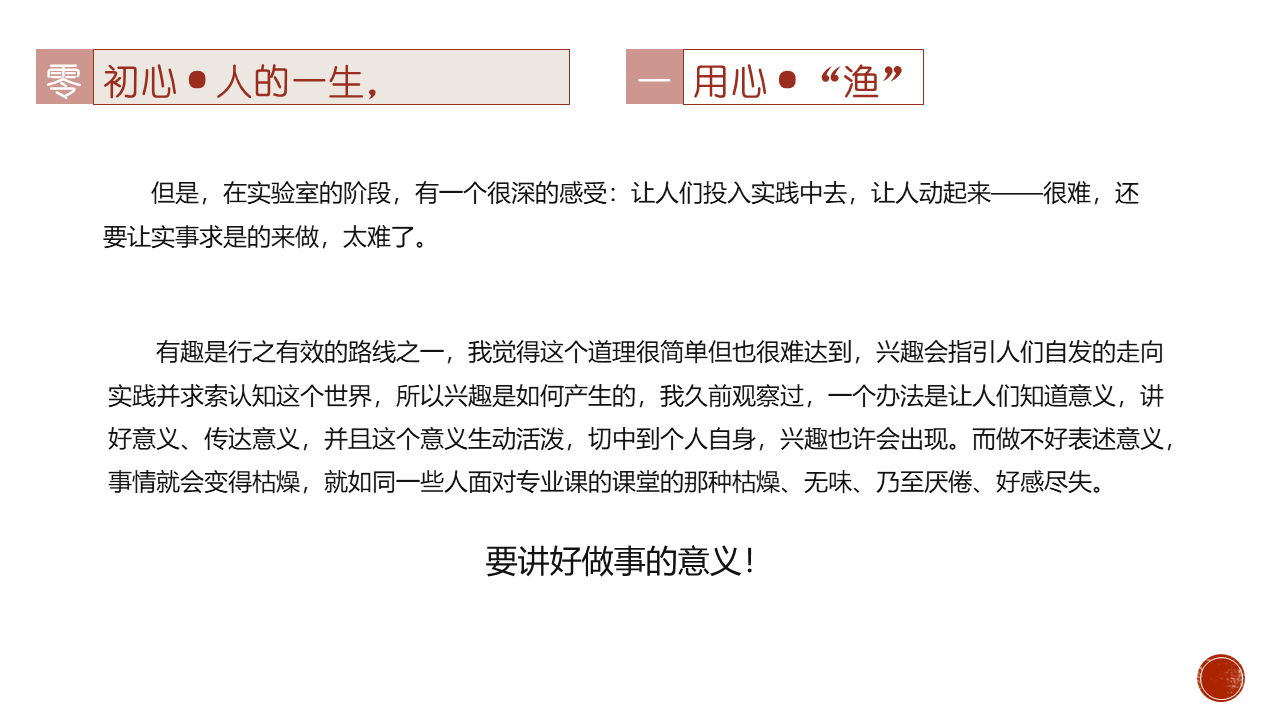 零 初心•人的一生，
一 用心•“渔”
但是，在实验室的阶段，有一个很深的感受：让人们投入实践中去，让人动起来——很难，还
要让实事求是的来做，太难了。
有趣是行之有效的路线之一，我觉得这个道理很简单但也很难达到，兴趣会指引人们自发的走向
实践并求索认知这个世界，所以兴趣是如何产生的，我久前观察过，一个办法是让人们知道意义，讲
好意义、传达意义，并且这个意义生动活泼，切中到个人自身，兴趣也许会出现。而做不好表述意义，
事情就会变得枯燥，就如同一些人面对专业课的课堂的那种枯燥、无味、乃至厌倦、好感尽失。
要讲好做事的意义！